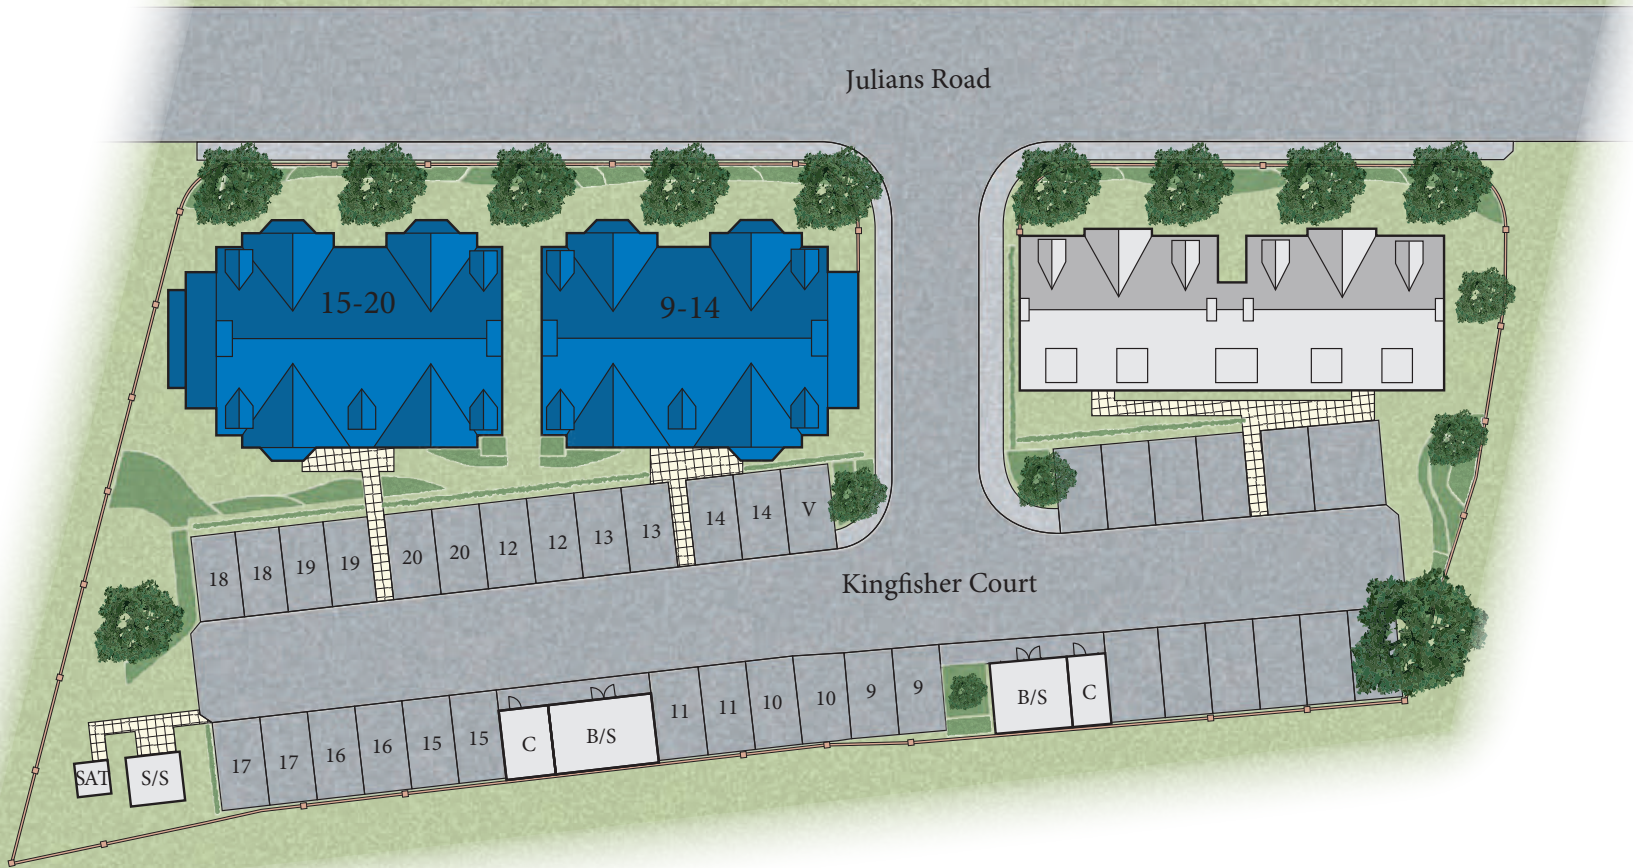 Julians Road
15-20
9-14
18 18 19 19 20 20 12 12 13 13 14 14 V
Kingfisher Court
17 17 16 16 15 15 C B/S 11 11 10 10 9 9 B/S C
SAT S/S